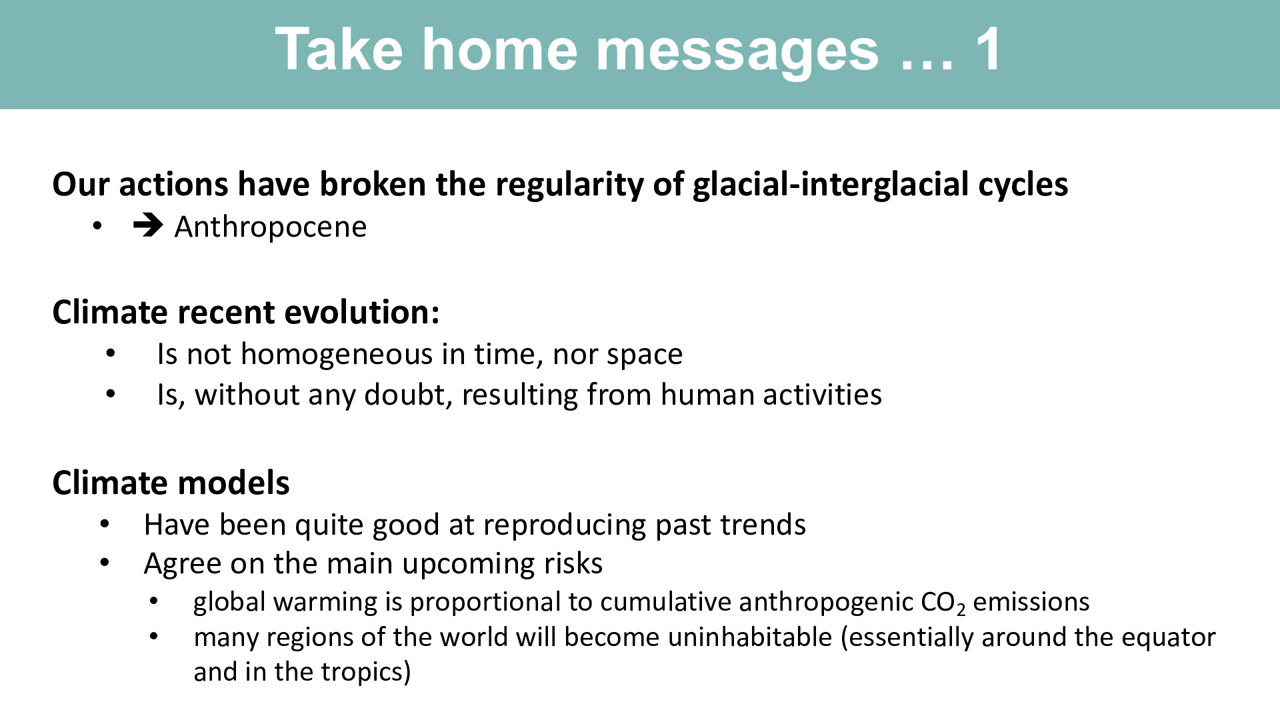 Take home messages … 1
Our actions have broken the regularity of glacial-interglacial cycles
• ➔ Anthropocene
Climate recent evolution:
• Is not homogeneous in time, nor space
• Is, without any doubt, resulting from human activities
Climate models
• Have been quite good at reproducing past trends
• Agree on the main upcoming risks
• global warming is proportional to cumulative anthropogenic CO₂ emissions
• many regions of the world will become uninhabitable (essentially around the equator
and in the tropics)